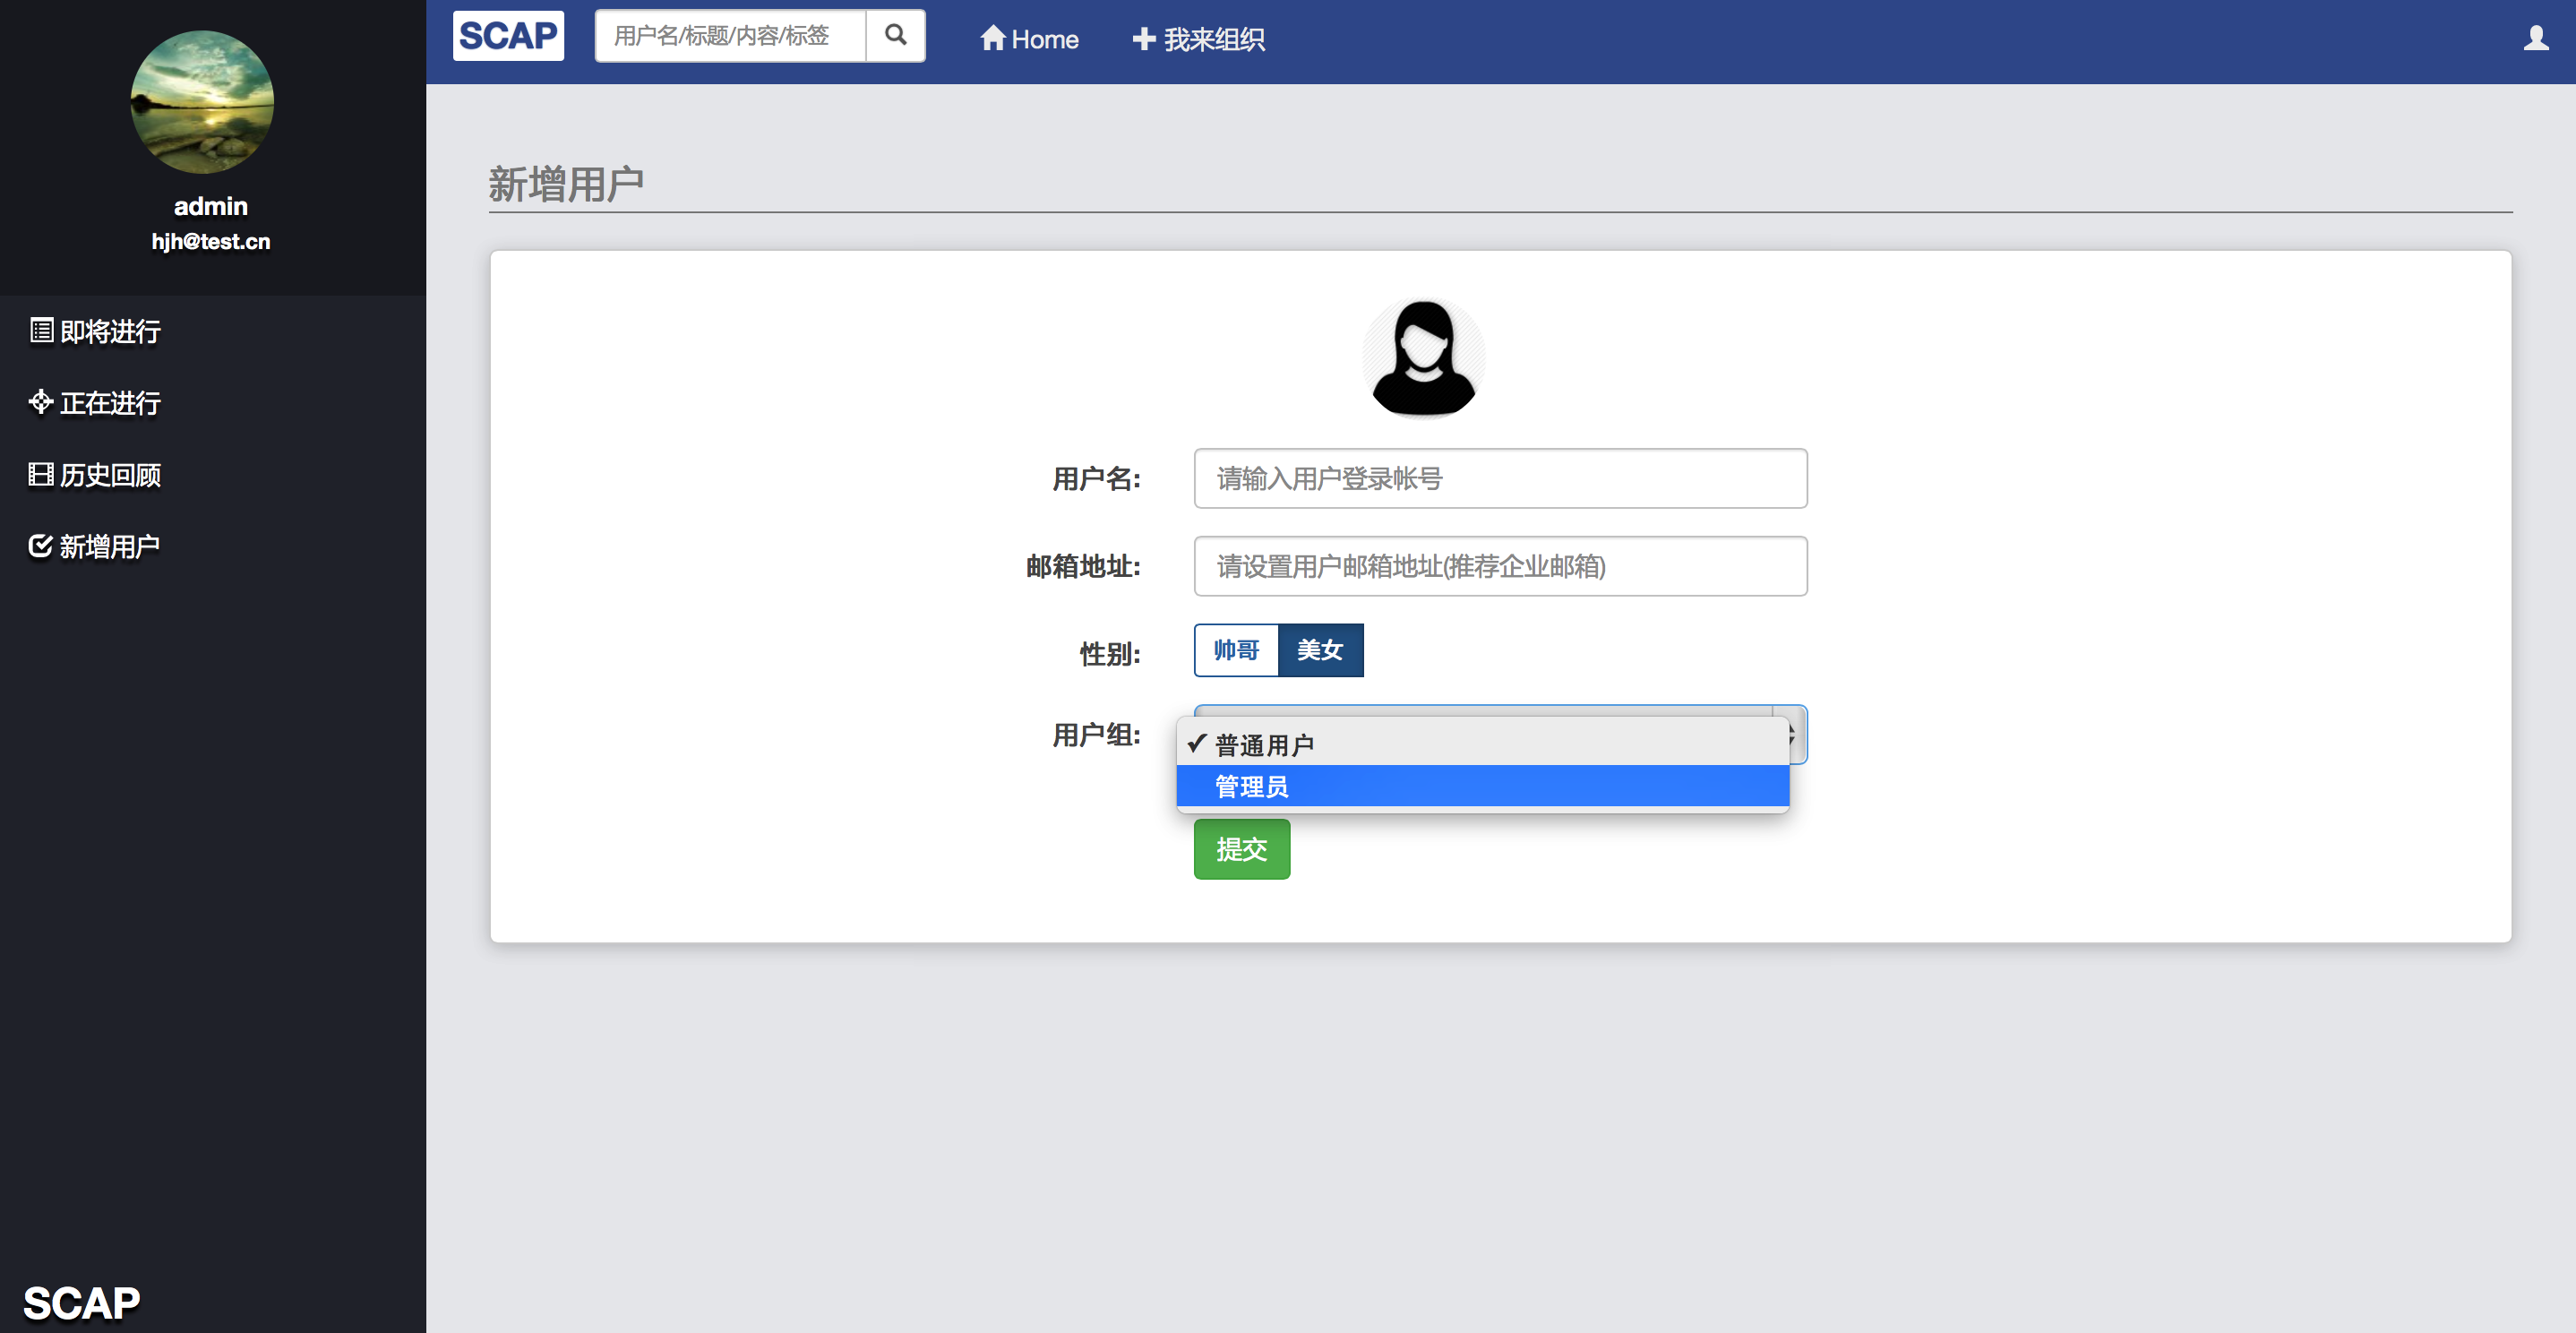 admin
hjh@test.cn
即将进行
正在进行
历史回顾
新增用户
SCAP
SCAP
用户名/标题/内容/标签
Home
我来组织
新增用户
用户名:
请输入用户登录帐号
邮箱地址:
请设置用户邮箱地址(推荐企业邮箱)
性别:
帅哥
美女
用户组:
普通用户
管理员
提交